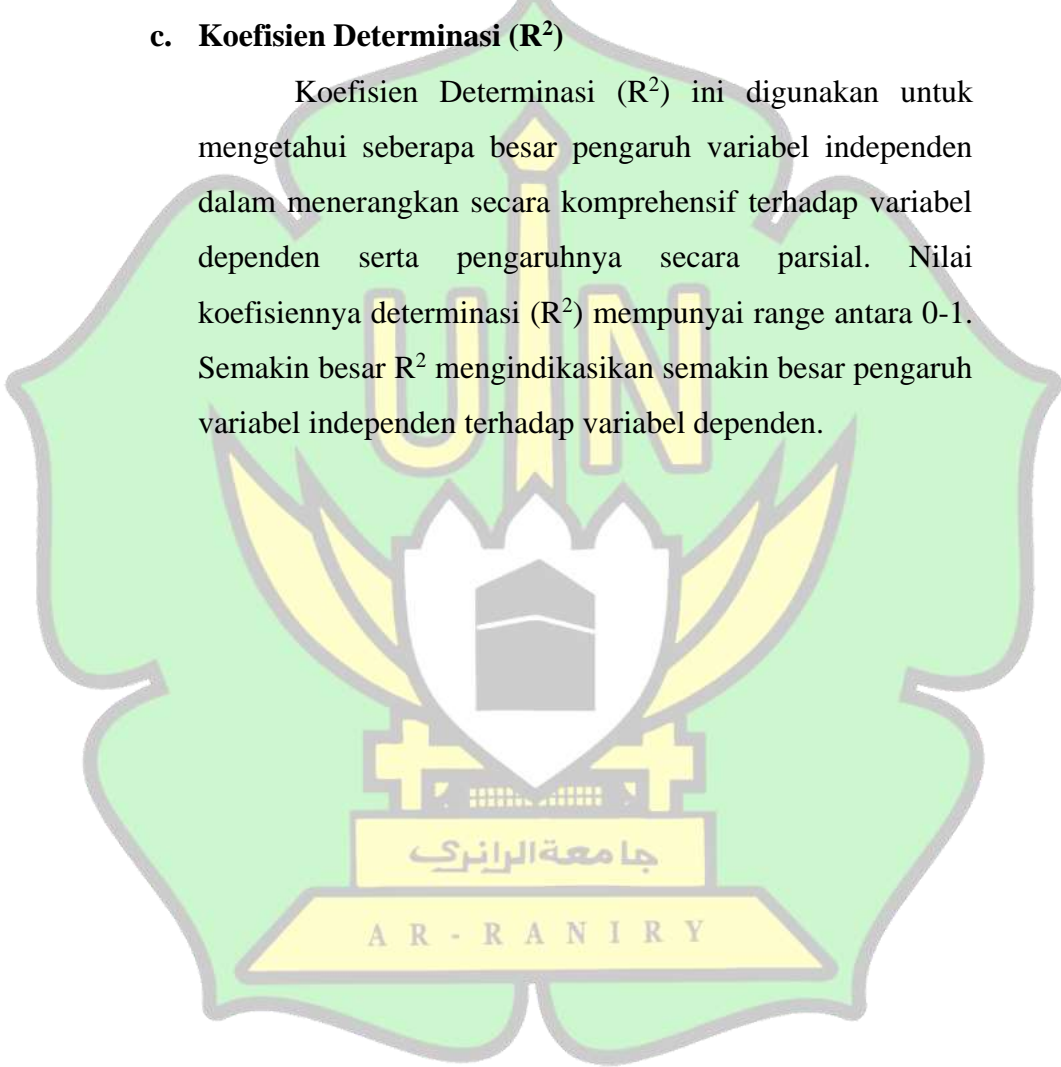 c. Koefisien Determinasi (R²)
Koefisien Determinasi (R²) ini digunakan untuk
mengetahui seberapa besar pengaruh variabel independen
dalam menerangkan secara komprehensif terhadap variabel
dependen serta pengaruhnya secara parsial. Nilai
koefisiennya determinasi (R²) mempunyai range antara 0-1.
Semakin besar R² mengindikasikan semakin besar pengaruh
variabel independen terhadap variabel dependen.
UIN
جامعة الرانري
AR-RANIRY